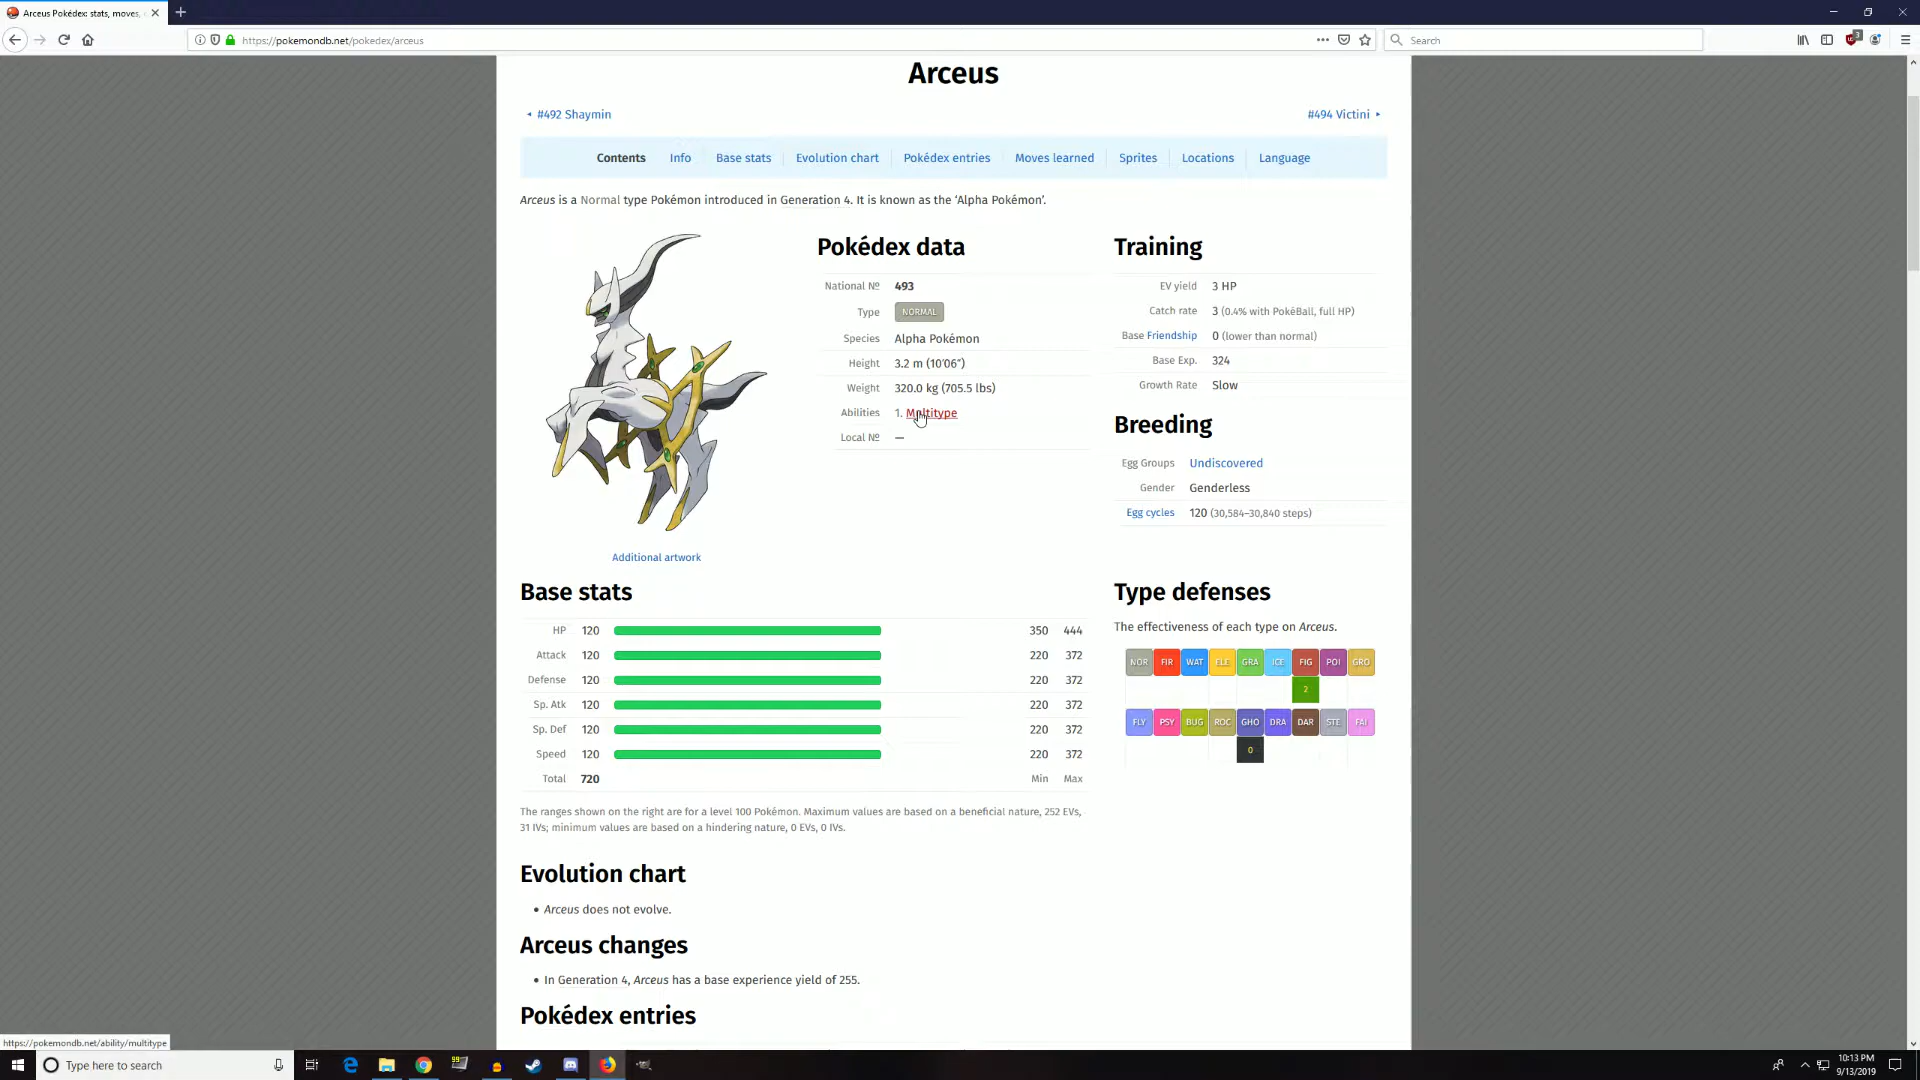 Arceus Pokédex: stats, moves,
https://pokemondb.net/pokedex/arceus
Search
3
Arceus
#492 Shaymin
#494 Victini
Contents Info Base stats Evolution chart Pokédex entries Moves learned Sprites Locations Language
Arceus is a Normal type Pokémon introduced in Generation 4. It is known as the ‘Alpha Pokémon’.
Pokédex data
National № 493
Type NORMAL
Species Alpha Pokémon
Height 3.2 m (10′06″)
Weight 320.0 kg (705.5 lbs)
Abilities 1. Multitype
Local № —
Training
EV yield 3 HP
Catch rate 3 (0.4% with PokéBall, full HP)
Base Friendship 0 (lower than normal)
Base Exp. 324
Growth Rate Slow
Breeding
Egg Groups Undiscovered
Gender Genderless
Egg cycles 120 (30,584–30,840 steps)
Additional artwork
Base stats
HP 120 350 444
Attack 120 220 372
Defense 120 220 372
Sp. Atk 120 220 372
Sp. Def 120 220 372
Speed 120 220 372
Total 720 Min Max
The ranges shown on the right are for a level 100 Pokémon. Maximum values are based on a beneficial nature, 252 EVs,
31 IVs; minimum values are based on a hindering nature, 0 EVs, 0 IVs.
Type defenses
The effectiveness of each type on Arceus.
NOR FIR WAT ELE GRA ICE FIG POI GRO
2
FLY PSY BUG ROC GHO DRA DAR STE FAI
0
Evolution chart
• Arceus does not evolve.
Arceus changes
• In Generation 4, Arceus has a base experience yield of 255.
Pokédex entries
https://pokemondb.net/ability/multitype
Type here to search
10:13 PM
9/13/2019